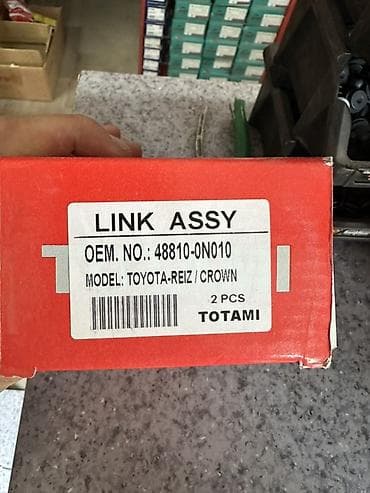 LINK ASSY
OEM. NO.: 48810-0N010
MODEL: TOYOTA-REIZ / CROWN
2 PCS
TOTAMI